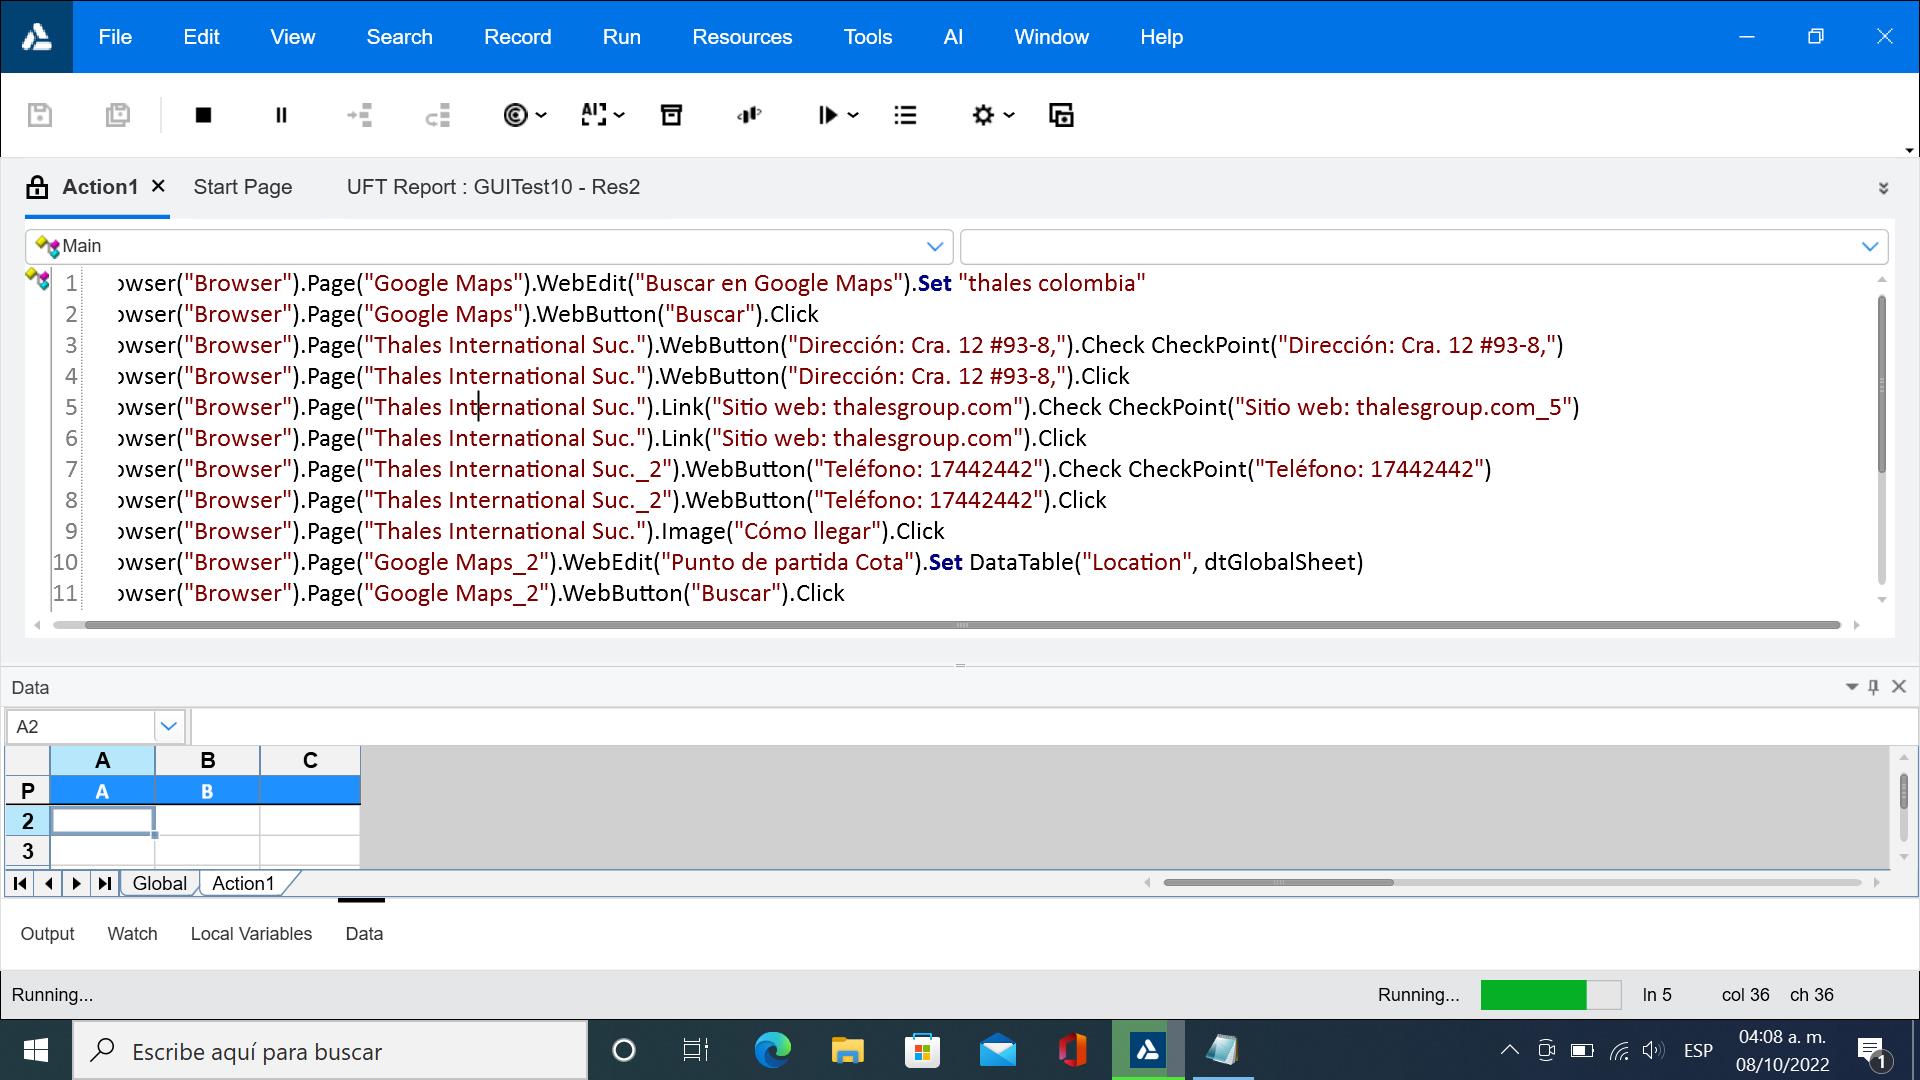 File Edit View Search Record Run Resources Tools AI Window Help
AI
Action1 Start Page UFT Report : GUITest10 - Res2
Main
1 owser("Browser").Page("Google Maps").WebEdit("Buscar en Google Maps").Set "thales colombia"
2 owser("Browser").Page("Google Maps").WebButton("Buscar").Click
3 owser("Browser").Page("Thales International Suc.").WebButton("Dirección: Cra. 12 #93-8,").Check CheckPoint("Dirección: Cra. 12 #93-8,")
4 owser("Browser").Page("Thales International Suc.").WebButton("Dirección: Cra. 12 #93-8,").Click
5 owser("Browser").Page("Thales International Suc.").Link("Sitio web: thalesgroup.com").Check CheckPoint("Sitio web: thalesgroup.com_5")
6 owser("Browser").Page("Thales International Suc.").Link("Sitio web: thalesgroup.com").Click
7 owser("Browser").Page("Thales International Suc._2").WebButton("Teléfono: 17442442").Check CheckPoint("Teléfono: 17442442")
8 owser("Browser").Page("Thales International Suc._2").WebButton("Teléfono: 17442442").Click
9 owser("Browser").Page("Thales International Suc.").Image("Cómo llegar").Click
10 owser("Browser").Page("Google Maps_2").WebEdit("Punto de partida Cota").Set DataTable("Location", dtGlobalSheet)
11 owser("Browser").Page("Google Maps_2").WebButton("Buscar").Click
Data
A2
A B C
P A B
2
3
Global Action1
Output Watch Local Variables Data
Running... Running... ln 5 col 36 ch 36
Escribe aquí para buscar ESP 04:08 a. m.
08/10/2022
1